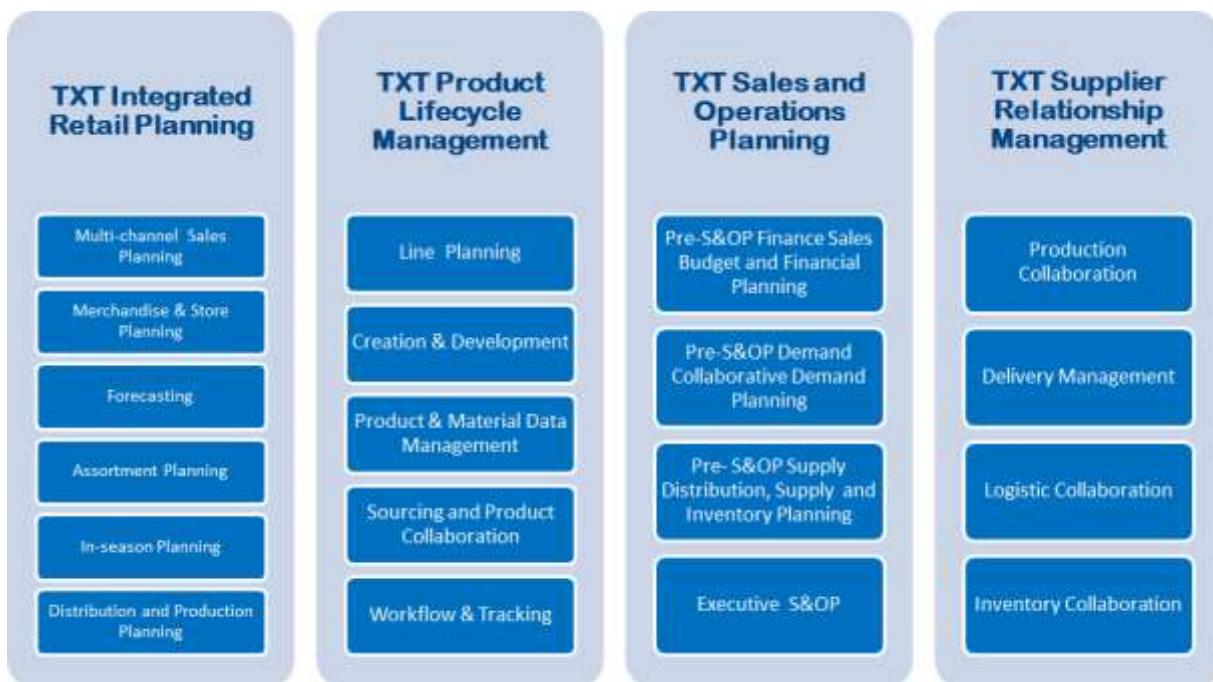 TXT Integrated
Retail Planning
Multi-channel Sales
Planning
Merchandise & Store
Planning
Forecasting
Assortment Planning
In-season Planning
Distribution and Production
Planning
TXT Product
Lifecycle
Management
Line Planning
Creation & Development
Product & Material Data
Management
Sourcing and Product
Collaboration
Workflow & Tracking
TXT Sales and
Operations
Planning
Pre-S&OP Finance Sales
Budget and Financial
Planning
Pre-S&OP Demand
Collaborative Demand
Planning
Pre- S&OP Supply
Distribution, Supply and
Inventory Planning
Executive S&OP
TXT Supplier
Relationship
Management
Production
Collaboration
Delivery Management
Logistic Collaboration
Inventory Collaboration